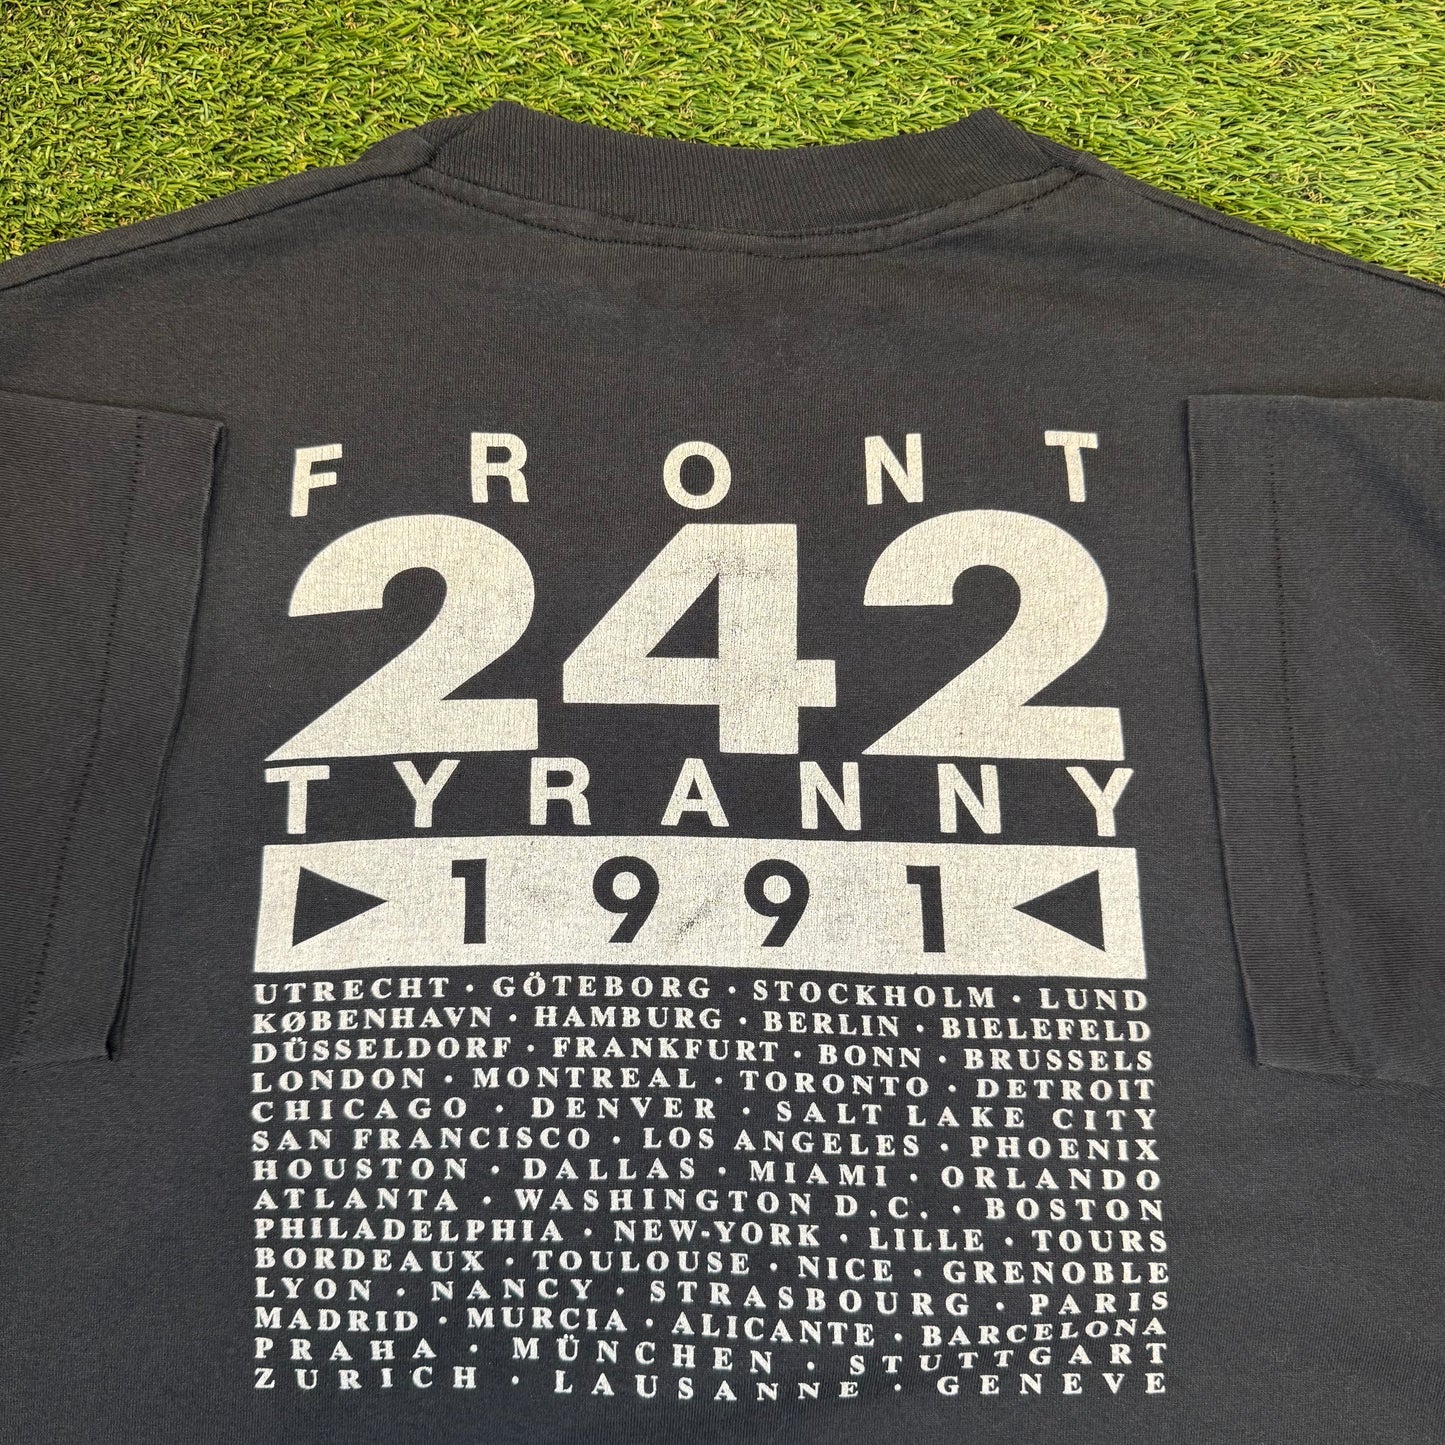 FRONT
242
TYRANNY
1991
UTRECHT · GÖTEBORG · STOCKHOLM · LUND
KØBENHAVN · HAMBURG · BERLIN · BIELEFELD
DÜSSELDORF · FRANKFURT · BONN · BRUSSELS
LONDON · MONTREAL · TORONTO · DETROIT
CHICAGO · DENVER · SALT LAKE CITY
SAN FRANCISCO · LOS ANGELES · PHOENIX
HOUSTON · DALLAS · MIAMI · ORLANDO
ATLANTA · WASHINGTON D.C. · BOSTON
PHILADELPHIA · NEW-YORK · LILLE · TOURS
BORDEAUX · TOULOUSE · NICE · GRENOBLE
LYON · NANCY · STRASBOURG · PARIS
MADRID · MURCIA · ALICANTE · BARCELONA
PRAHA · MÜNCHEN · STUTTGART
ZURICH · LAUSANNE · GENEVE